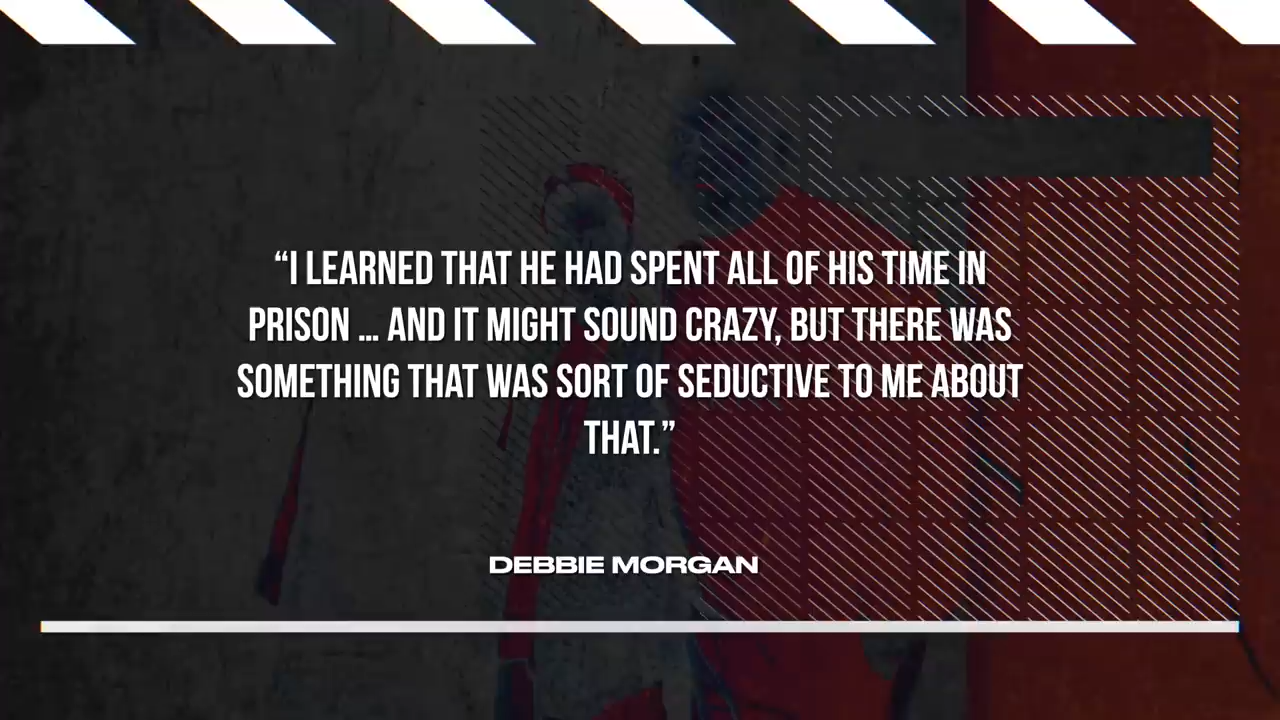 “I LEARNED THAT HE HAD SPENT ALL OF HIS TIME IN
PRISON ... AND IT MIGHT SOUND CRAZY, BUT THERE WAS
SOMETHING THAT WAS SORT OF SEDUCTIVE TO ME ABOUT
THAT.”
DEBBIE MORGAN